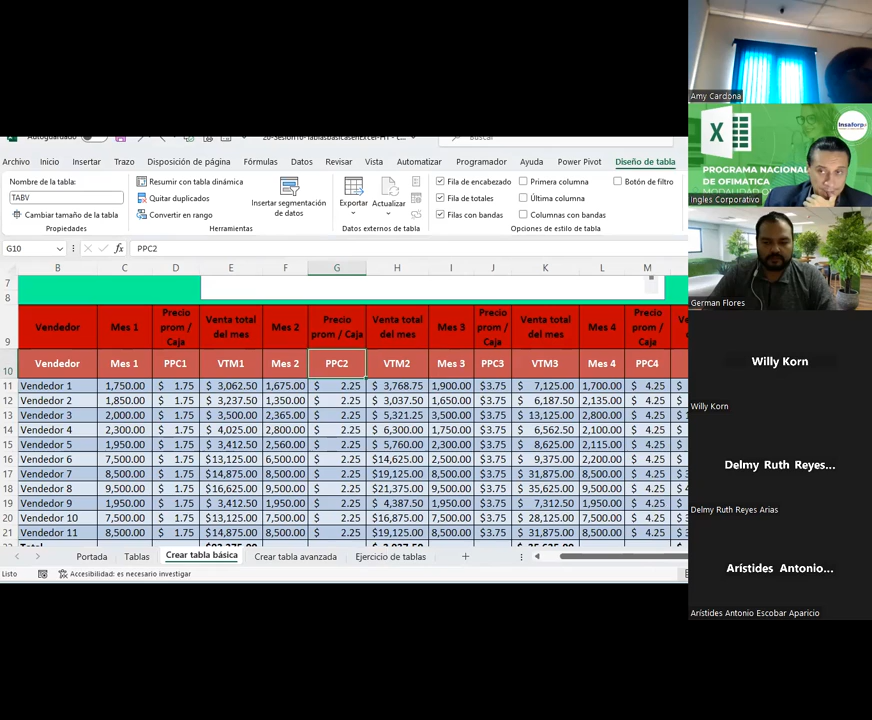 Autoguardado
20-Sesion10-TablasbasicasenExcel-HT - ...
Buscar
Archivo Inicio Insertar Trazo Disposición de página Fórmulas Datos Revisar Vista Automatizar Programador Ayuda Power Pivot Diseño de tabla
Nombre de la tabla:
TABV
Cambiar tamaño de la tabla
Propiedades
Resumir con tabla dinámica
Quitar duplicados
Convertir en rango
Herramientas
Insertar segmentación de datos
Exportar
Actualizar
Datos externos de tabla
Fila de encabezado
Fila de totales
Filas con bandas
Primera columna
Última columna
Columnas con bandas
Botón de filtro
Opciones de estilo de tabla
G10 fx PPC2
B C D E F G H I J K L M
7
8
9 Vendedor Mes 1 Precio prom / Caja Venta total del mes Mes 2 Precio prom / Caja Venta total del mes Mes 3 Precio prom / Caja Venta total del mes Mes 4 Precio prom / Caja
10 Vendedor Mes 1 PPC1 VTM1 Mes 2 PPC2 VTM2 Mes 3 PPC3 VTM3 Mes 4 PPC4
11 Vendedor 1 1,750.00 $ 1.75 $ 3,062.50 1,675.00 $ 2.25 $ 3,768.75 1,900.00 $3.75 $ 7,125.00 1,700.00 $ 4.25 $
12 Vendedor 2 1,850.00 $ 1.75 $ 3,237.50 1,350.00 $ 2.25 $ 3,037.50 1,650.00 $3.75 $ 6,187.50 2,135.00 $ 4.25 $
13 Vendedor 3 2,000.00 $ 1.75 $ 3,500.00 2,365.00 $ 2.25 $ 5,321.25 3,500.00 $3.75 $ 13,125.00 2,800.00 $ 4.25 $
14 Vendedor 4 2,300.00 $ 1.75 $ 4,025.00 2,800.00 $ 2.25 $ 6,300.00 1,750.00 $3.75 $ 6,562.50 2,100.00 $ 4.25 $
15 Vendedor 5 1,950.00 $ 1.75 $ 3,412.50 2,560.00 $ 2.25 $ 5,760.00 2,300.00 $3.75 $ 8,625.00 2,115.00 $ 4.25 $
16 Vendedor 6 7,500.00 $ 1.75 $13,125.00 6,500.00 $ 2.25 $14,625.00 2,500.00 $3.75 $ 9,375.00 2,200.00 $ 4.25 $
17 Vendedor 7 8,500.00 $ 1.75 $14,875.00 8,500.00 $ 2.25 $19,125.00 8,500.00 $3.75 $ 31,875.00 8,500.00 $ 4.25 $
18 Vendedor 8 9,500.00 $ 1.75 $16,625.00 9,500.00 $ 2.25 $21,375.00 9,500.00 $3.75 $ 35,625.00 9,500.00 $ 4.25 $
19 Vendedor 9 1,950.00 $ 1.75 $ 3,412.50 1,950.00 $ 2.25 $ 4,387.50 1,950.00 $3.75 $ 7,312.50 1,950.00 $ 4.25 $
20 Vendedor 10 7,500.00 $ 1.75 $13,125.00 7,500.00 $ 2.25 $16,875.00 7,500.00 $3.75 $ 28,125.00 7,500.00 $ 4.25 $
21 Vendedor 11 8,500.00 $ 1.75 $14,875.00 8,500.00 $ 2.25 $19,125.00 8,500.00 $3.75 $ 31,875.00 8,500.00 $ 4.25 $
Portada Tablas Crear tabla básica Crear tabla avanzada Ejercicio de tablas
Listo Accesibilidad: es necesario investigar
Amy Cardona
X
Insaforp
PROGRAMA NACIONAL
DE OFIMÁTICA
Ingles Corporativo
German Flores
Willy Korn
Willy Korn
Delmy Ruth Reyes...
Delmy Ruth Reyes Arias
Arístides Antonio...
Arístides Antonio Escobar Aparicio